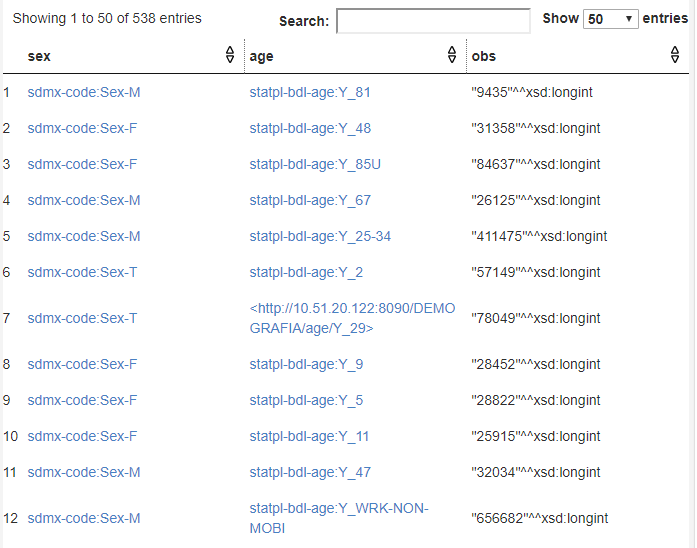 Showing 1 to 50 of 538 entries Search: Show 50 entries
sex age obs
1 sdmx-code:Sex-M statpl-bdl-age:Y_81 "9435"^^xsd:longint
2 sdmx-code:Sex-F statpl-bdl-age:Y_48 "31358"^^xsd:longint
3 sdmx-code:Sex-F statpl-bdl-age:Y_85U "84637"^^xsd:longint
4 sdmx-code:Sex-M statpl-bdl-age:Y_67 "26125"^^xsd:longint
5 sdmx-code:Sex-M statpl-bdl-age:Y_25-34 "411475"^^xsd:longint
6 sdmx-code:Sex-T statpl-bdl-age:Y_2 "57149"^^xsd:longint
<http://10.51.20.122:8090/DEMO
7 sdmx-code:Sex-T "78049"^^xsd:longint
GRAFIA/age/Y_29>
8 sdmx-code:Sex-F statpl-bdl-age:Y_9 "28452"^^xsd:longint
9 sdmx-code:Sex-F statpl-bdl-age:Y_5 "28822"^^xsd:longint
10 sdmx-code:Sex-F statpl-bdl-age:Y_11 "25915"^^xsd:longint
11 sdmx-code:Sex-M statpl-bdl-age:Y_47 "32034"^^xsd:longint
statpl-bdl-age:Y_WRK-NON-
12 sdmx-code:Sex-M "656682"^^xsd:longint
MOBI